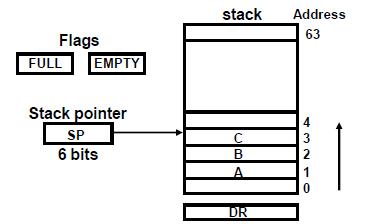 stack Address
63
Flags
FULL EMPTY
Stack pointer
SP
6 bits
4
C 3
B 2
A 1
0
DR